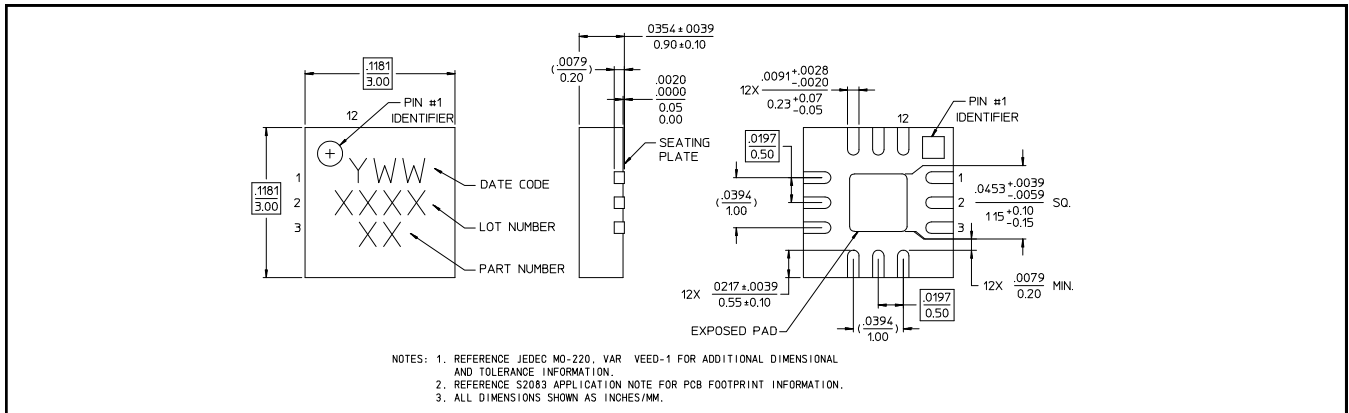 .1181
3.00
12
PIN #1
IDENTIFIER
.1181
3.00
1
2
3
YWW
XXXX
XX
DATE CODE
LOT NUMBER
PART NUMBER
.0354 ± .0039
0.90 ±0.10
(.0079
0.20)
.0020
.0000
0.05
0.00
SEATING
PLATE
12X .0091 +.0028 -.0020
0.23 +0.07 -0.05
12
PIN #1
IDENTIFIER
.0197
0.50
(.0394
1.00)
1
2
3
.0453 +.0039 -.0059 SQ.
1.15 +0.10 -0.15
12X .0217 ±.0039
0.55 ±0.10
12X .0079 MIN.
0.20
.0197
0.50
(.0394
1.00)
EXPOSED PAD
NOTES: 1. REFERENCE JEDEC MO-220, VAR VEED-1 FOR ADDITIONAL DIMENSIONAL
AND TOLERANCE INFORMATION.
2. REFERENCE S2083 APPLICATION NOTE FOR PCB FOOTPRINT INFORMATION.
3. ALL DIMENSIONS SHOWN AS INCHES/MM.